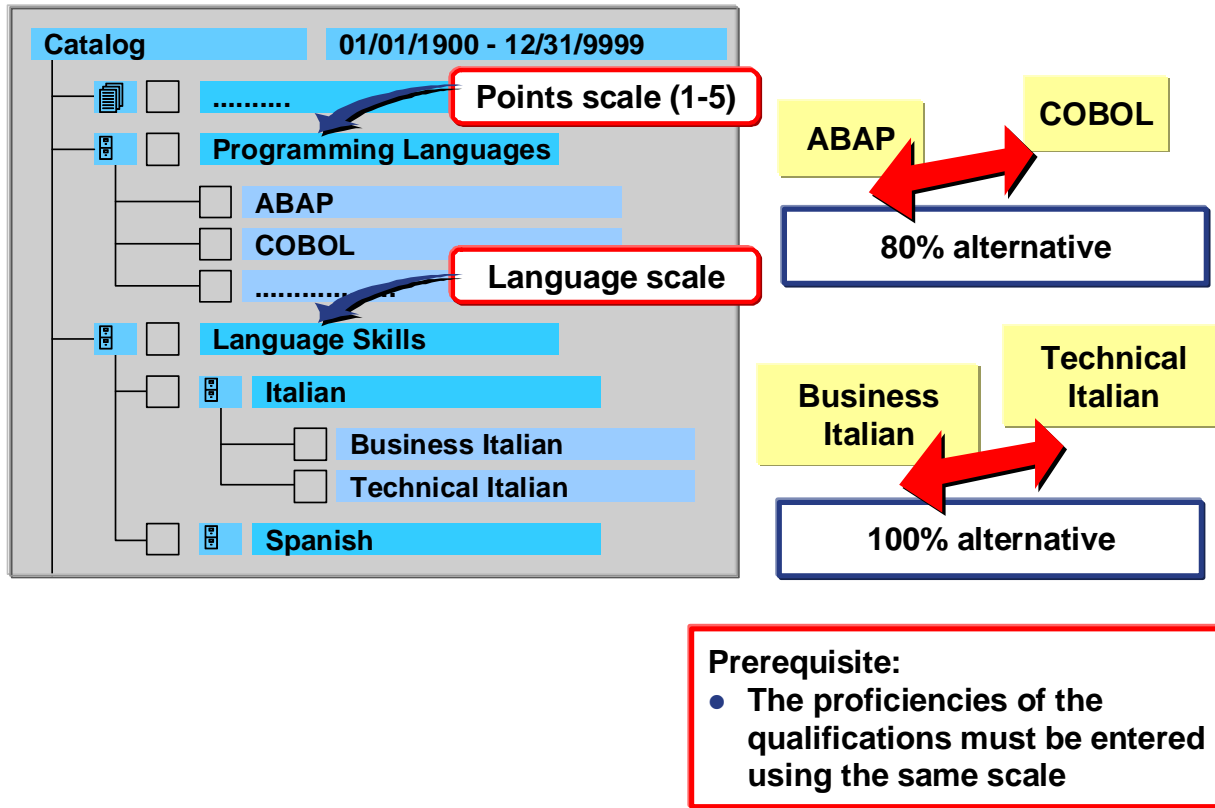 Catalog 01/01/1900 - 12/31/9999
..........
Points scale (1-5)
Programming Languages
ABAP
COBOL
...................
Language scale
Language Skills
Italian
Business Italian
Technical Italian
Spanish
ABAP
COBOL
80% alternative
Business
Italian
Technical
Italian
100% alternative
Prerequisite:
● The proficiencies of the
qualifications must be entered
using the same scale